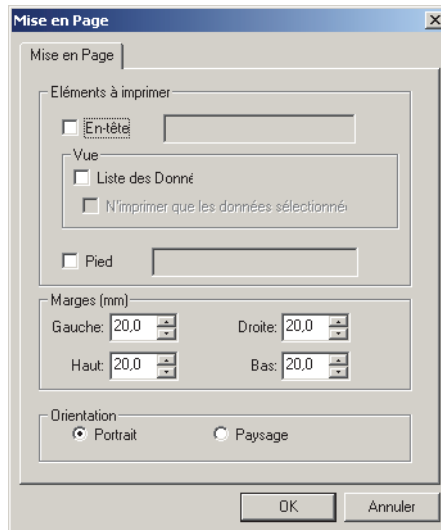 Mise en Page
Mise en Page
Eléments à imprimer
En-tête
Vue
Liste des Donné
N'imprimer que les données sélectionné
Pied
Marges (mm)
Gauche: 20,0 Droite: 20,0
Haut: 20,0 Bas: 20,0
Orientation
Portrait Paysage
OK Annuler